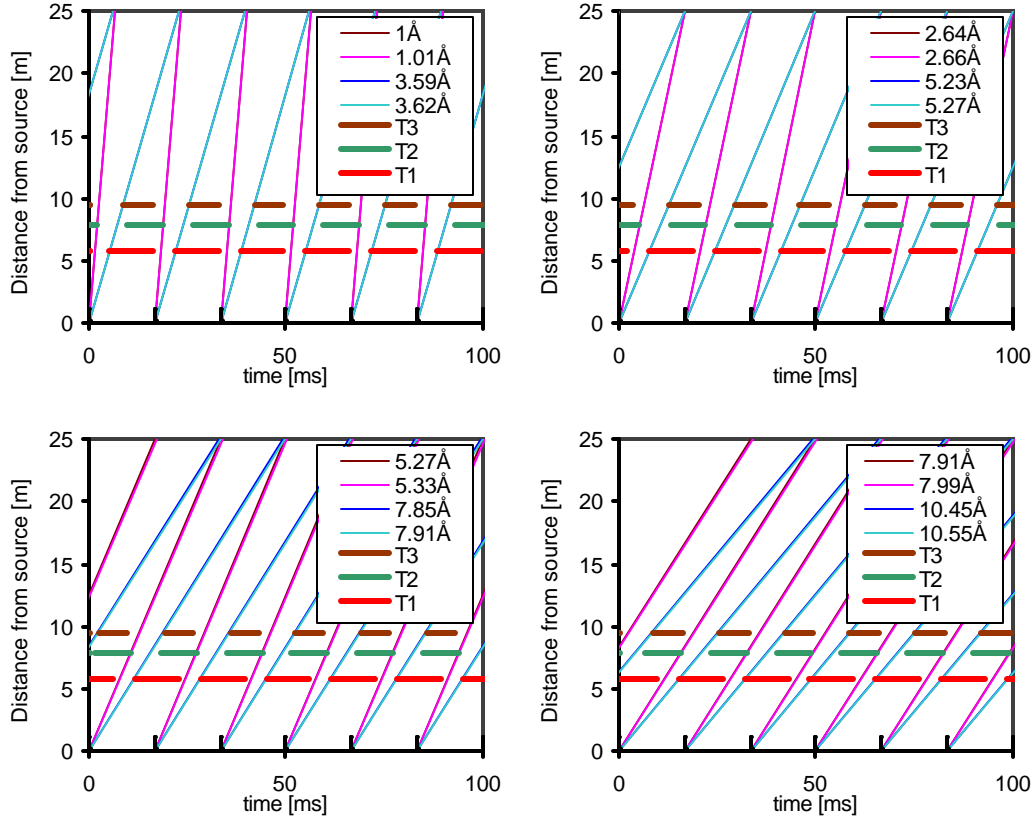 Distance from source [m]
25
20
15
10
5
0
0
50
100
time [ms]
1Å
1.01Å
3.59Å
3.62Å
T3
T2
T1
Distance from source [m]
25
20
15
10
5
0
0
50
100
time [ms]
2.64Å
2.66Å
5.23Å
5.27Å
T3
T2
T1
Distance from source [m]
25
20
15
10
5
0
0
50
100
time [ms]
5.27Å
5.33Å
7.85Å
7.91Å
T3
T2
T1
Distance from source [m]
25
20
15
10
5
0
0
50
100
time [ms]
7.91Å
7.99Å
10.45Å
10.55Å
T3
T2
T1